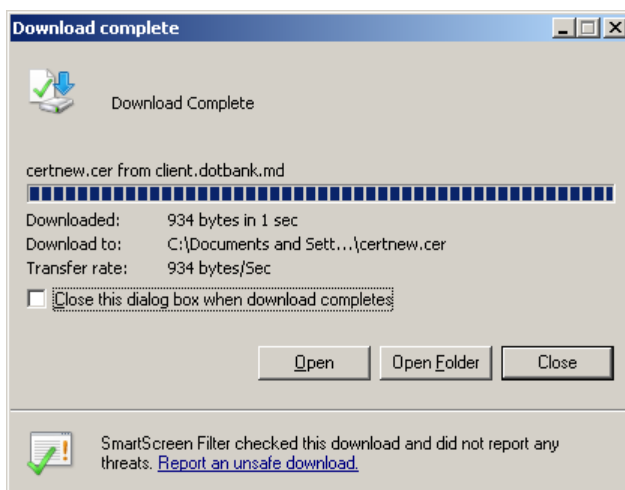 Download complete
Download Complete
certnew.cer from client.dotbank.md
Downloaded: 934 bytes in 1 sec
Download to: C:\Documents and Sett...\certnew.cer
Transfer rate: 934 bytes/Sec
Close this dialog box when download completes
Open Open Folder Close
SmartScreen Filter checked this download and did not report any
threats. Report an unsafe download.